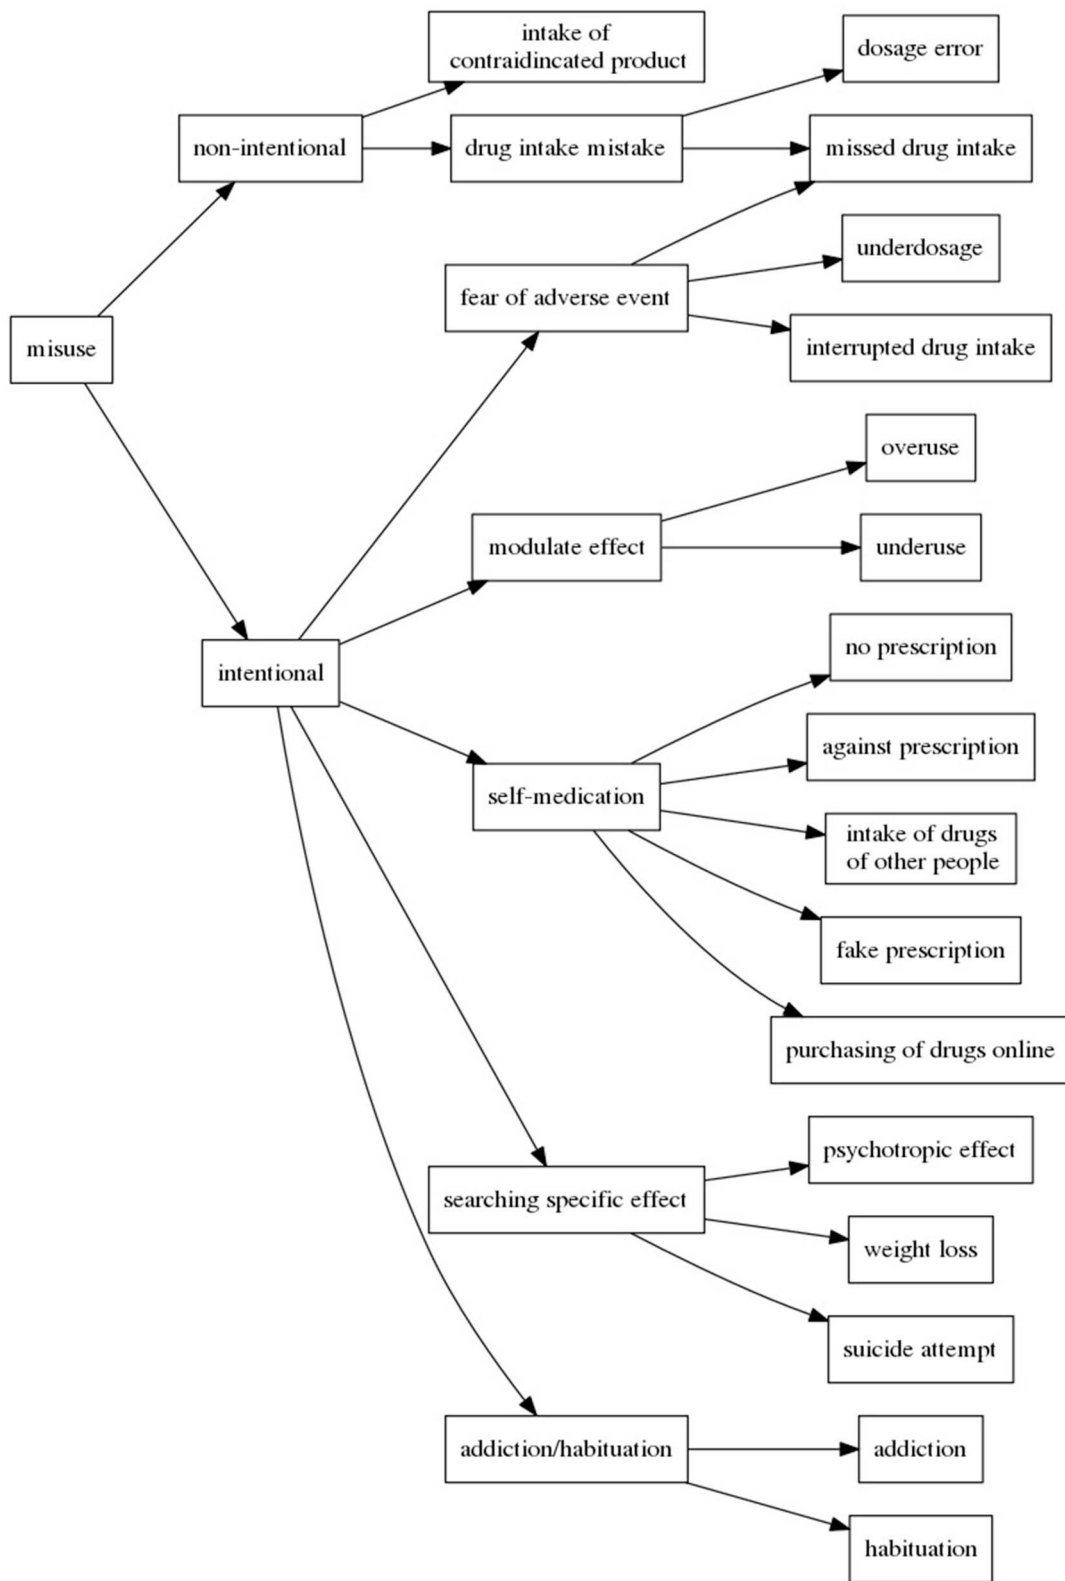 intake of
contraidincated product
dosage error
non-intentional
drug intake mistake
missed drug intake
underdosage
fear of adverse event
misuse
interrupted drug intake
overuse
modulate effect
underuse
no prescription
intentional
against prescription
self-medication
intake of drugs
of other people
fake prescription
purchasing of drugs online
psychotropic effect
searching specific effect
weight loss
suicide attempt
addiction/habituation
addiction
habituation